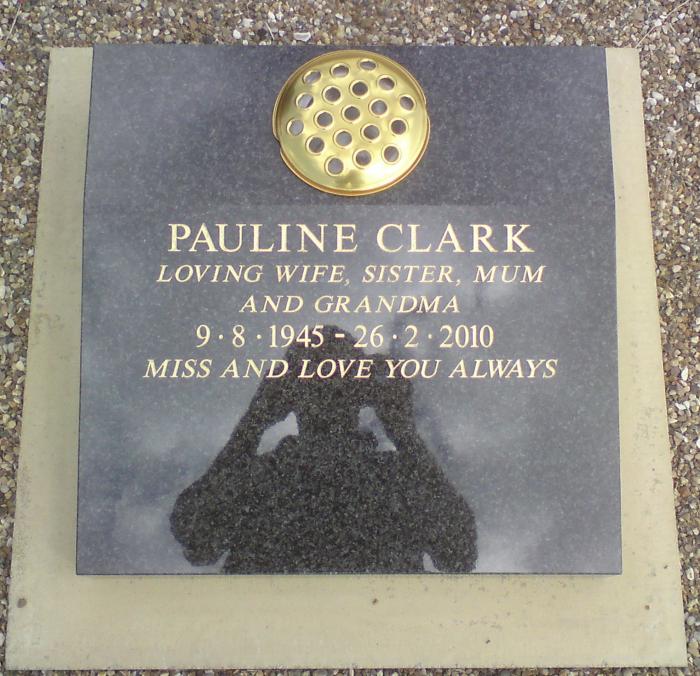 PAULINE CLARK
LOVING WIFE, SISTER, MUM
AND GRANDMA
9·8·1945 - 26·2·2010
MISS AND LOVE YOU ALWAYS